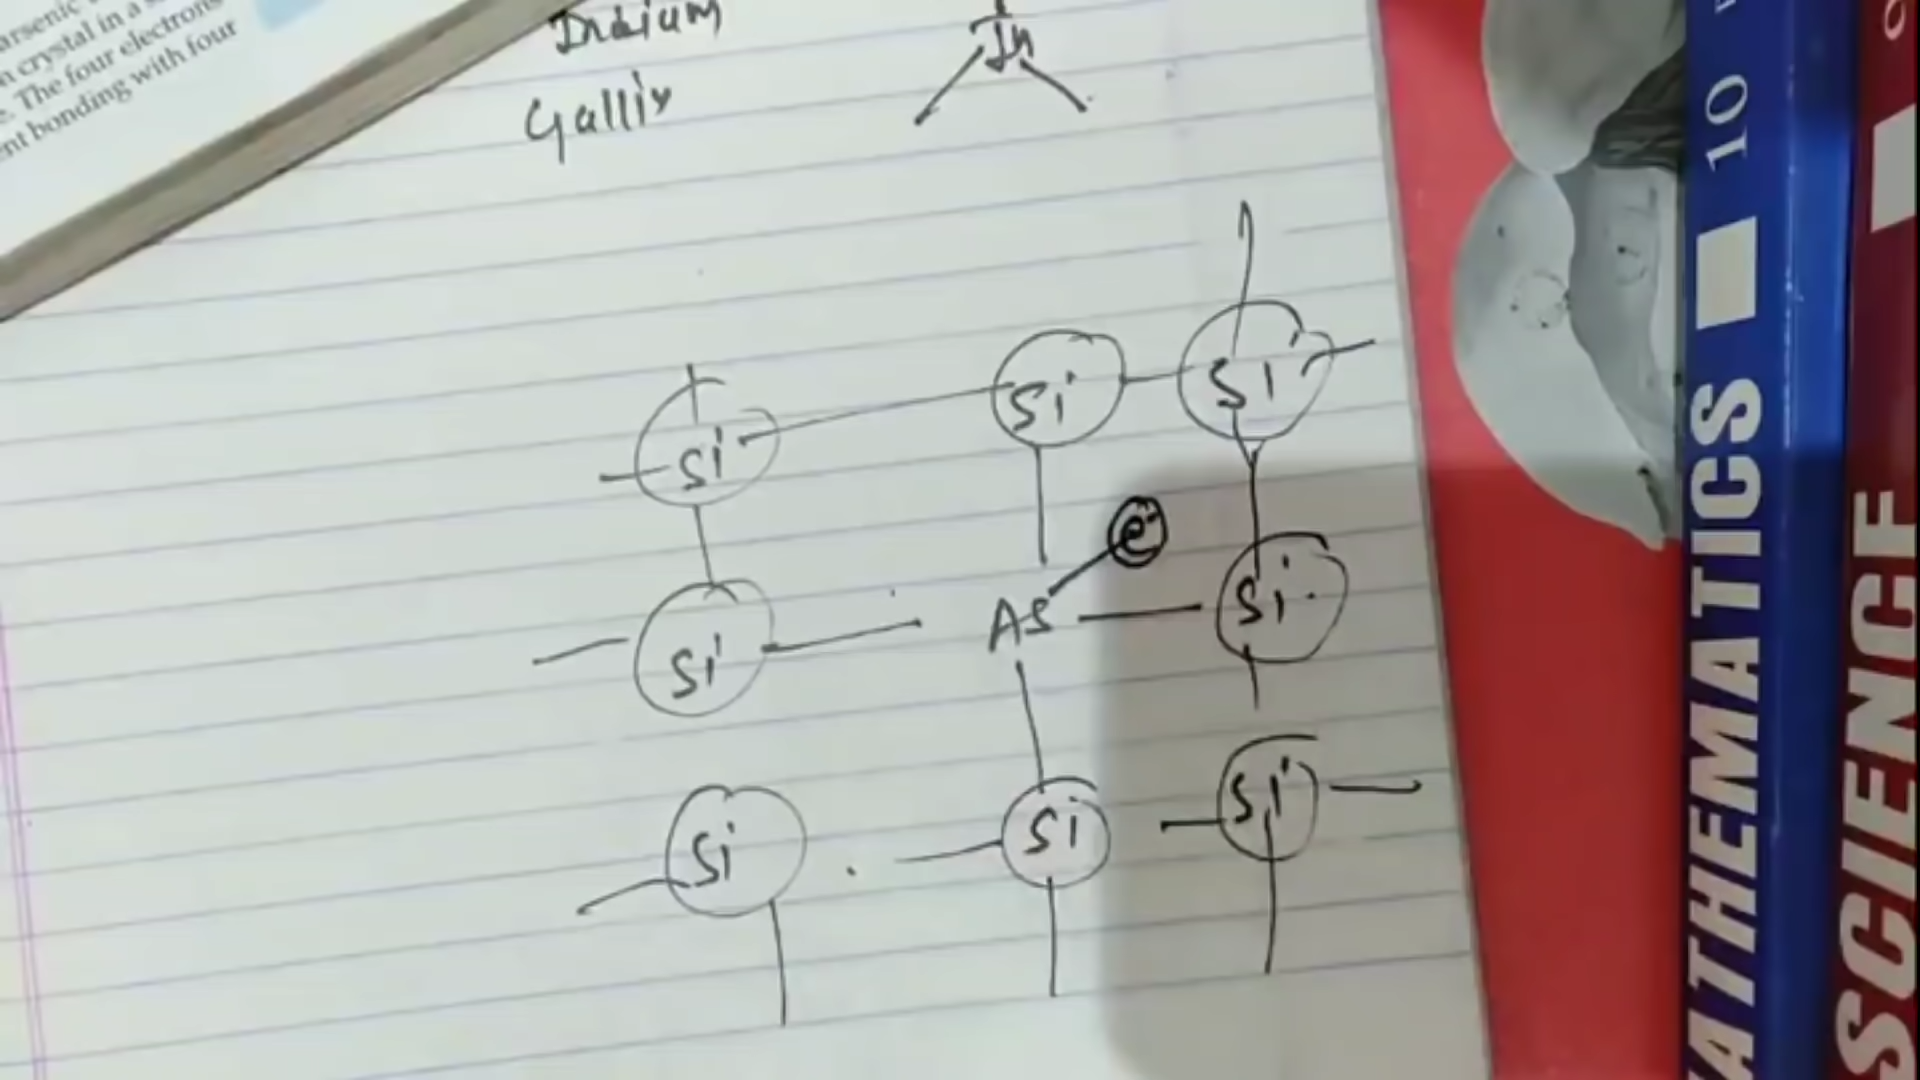 arsenic
n crystal in a
. The four electrons
nt bonding with four
Indium
In
Galliy
Si Si Si
e-
Si As Si
Si Si Si
10
MATHEMATICS
SCIENCE